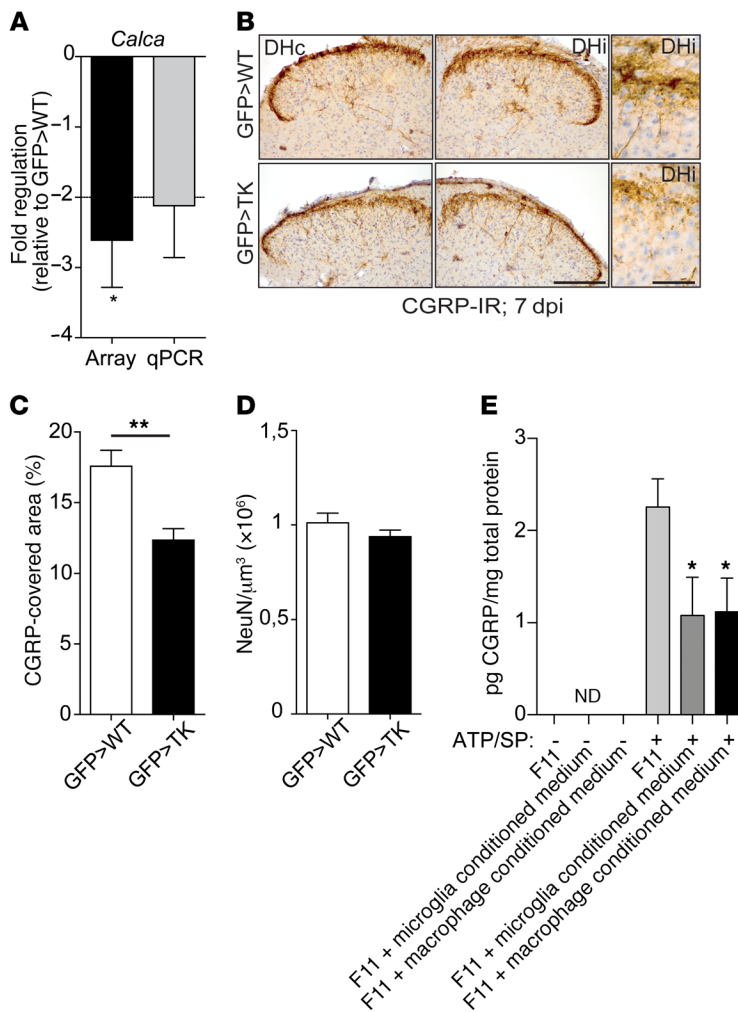 A
Calca
0
−1
−2
−3
−4
Fold regulation
(relative to GFP>WT)
*
Array
qPCR
B
GFP>WT
GFP>TK
DHc
DHi
DHi
DHi
CGRP-IR; 7 dpi
C
20
15
10
5
0
CGRP-covered area (%)
**
GFP>WT
GFP>TK
D
1,5
1
0,5
0
NeuN/μm³ (×10⁶)
GFP>WT
GFP>TK
E
3
2
1
0
pg CGRP/mg total protein
ND
*
*
ATP/SP:
-
-
-
+
+
+
F11
F11 + microglia conditioned medium
F11 + macrophage conditioned medium
F11
F11 + microglia conditioned medium
F11 + macrophage conditioned medium